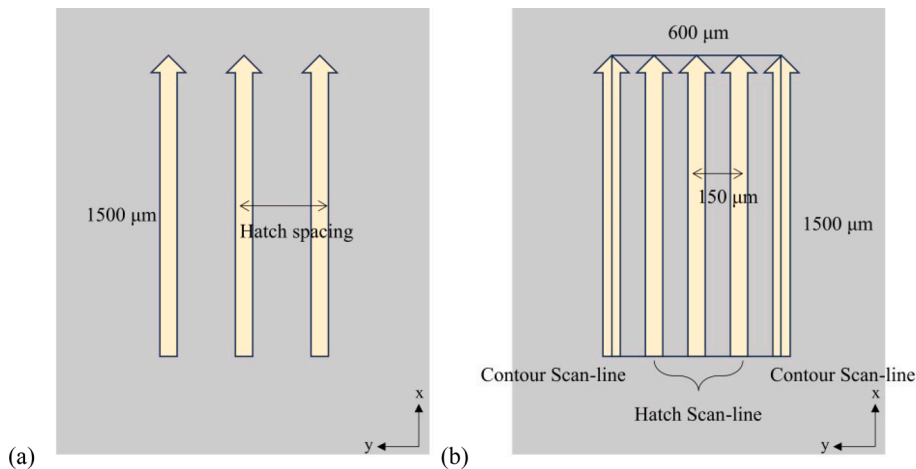 1500 μm
Hatch spacing
x
y
(a)
600 μm
150 μm
1500 μm
Contour Scan-line
Contour Scan-line
Hatch Scan-line
x
y
(b)